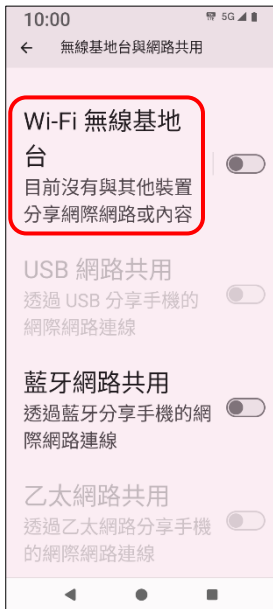 10:00
5G
無線基地台與網路共用
Wi-Fi 無線基地
台
目前沒有與其他裝置
分享網際網路或內容
USB 網路共用
透過 USB 分享手機的
網際網路連線
藍牙網路共用
透過藍牙分享手機的網
際網路連線
乙太網路共用
透過乙太網路分享手機
的網際網路連線